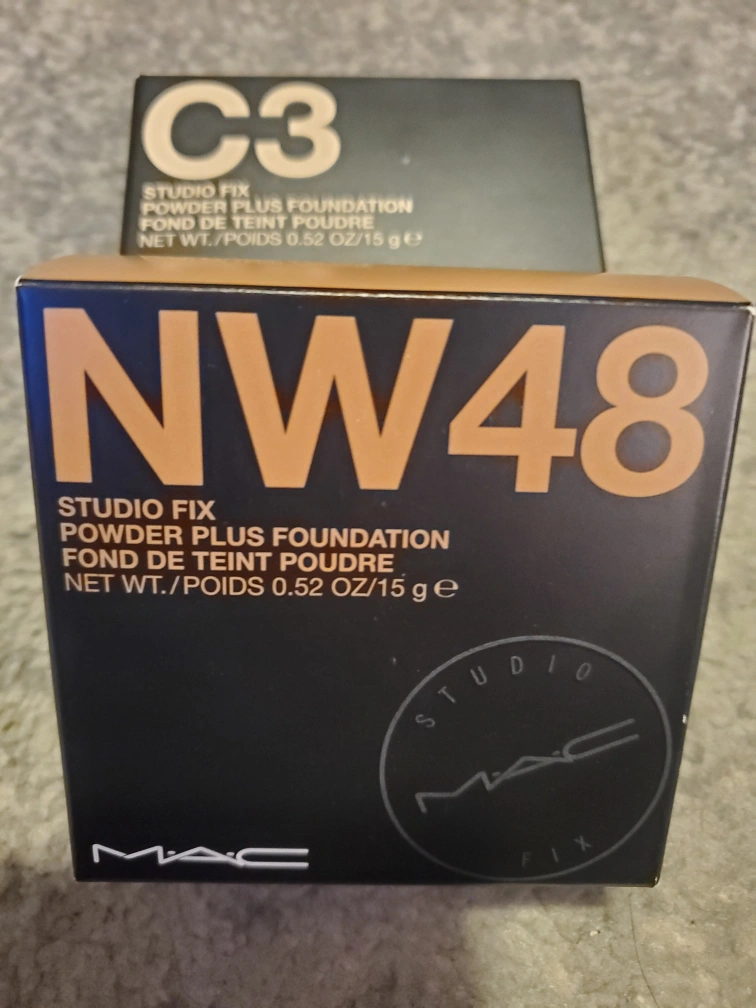 C3
STUDIO FIX
POWDER PLUS FOUNDATION
FOND DE TEINT POUDRE
NET WT./POIDS 0.52 OZ/15 g ℮
NW48
STUDIO FIX
POWDER PLUS FOUNDATION
FOND DE TEINT POUDRE
NET WT./POIDS 0.52 OZ/15 g ℮
STUDIO
M·A·C
FIX
M·A·C